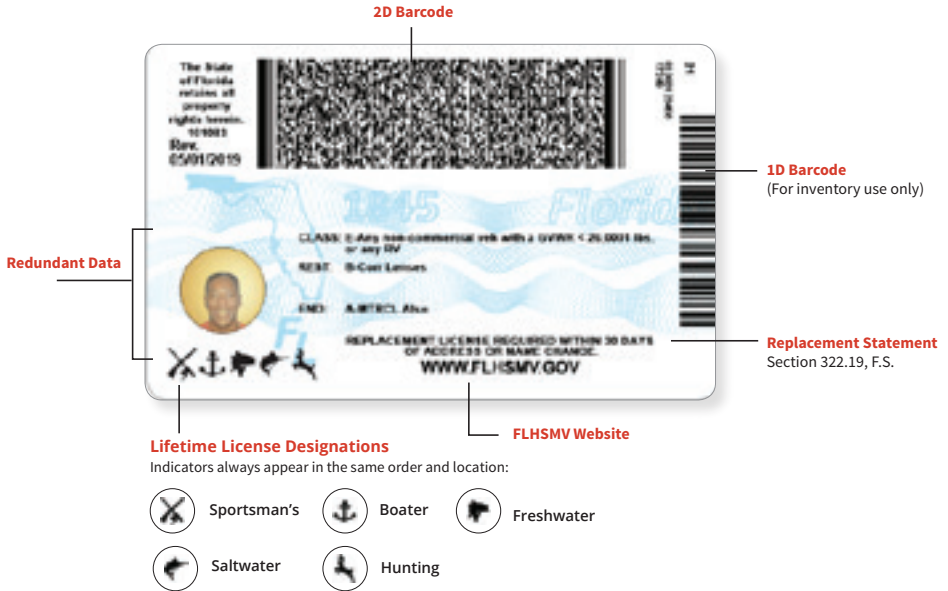 2D Barcode
The State
of Florida
retains all
property
rights herein.
Rev.
05/01/2019
1D Barcode
(For inventory use only)
1845 Florid
CLASS: E-Any non-commercial veh with a GVWR < 26,0001 lbs.
or any RV
Redundant Data
REST: B-Corr Lenses
END: A-MTRCL Also
FL
REPLACEMENT LICENSE REQUIRED WITHIN 30 DAYS
OF ADDRESS OR NAME CHANGE.
WWW.FLHSMV.GOV
Replacement Statement
Section 322.19, F.S.
FLHSMV Website
Lifetime License Designations
Indicators always appear in the same order and location:
Sportsman's Boater Freshwater
Saltwater Hunting